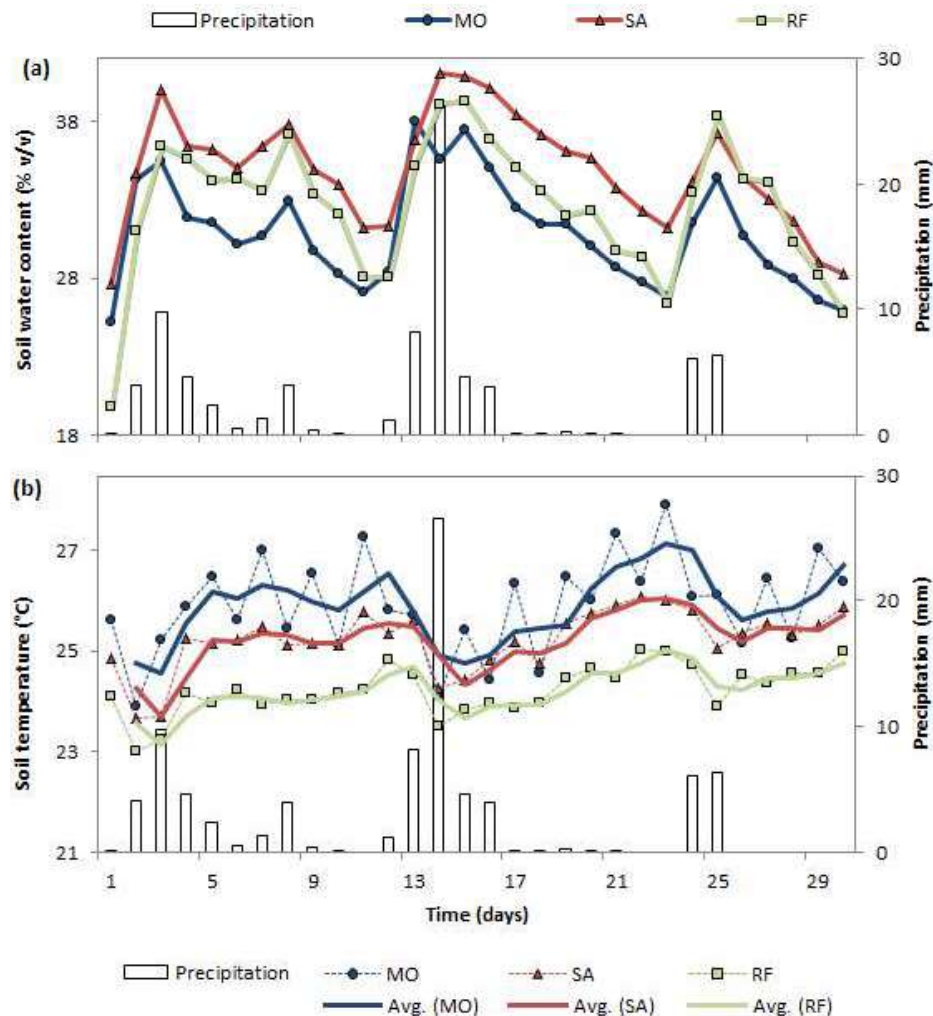 Precipitation MO SA RF
(a)
Soil water content (% v/v)
38
28
18
Precipitation (mm)
30
20
10
0
(b)
Soil temperature (°C)
27
25
23
21
Precipitation (mm)
30
20
10
0
1 5 9 13 17 21 25 29
Time (days)
Precipitation MO SA RF
Avg. (MO) Avg. (SA) Avg. (RF)